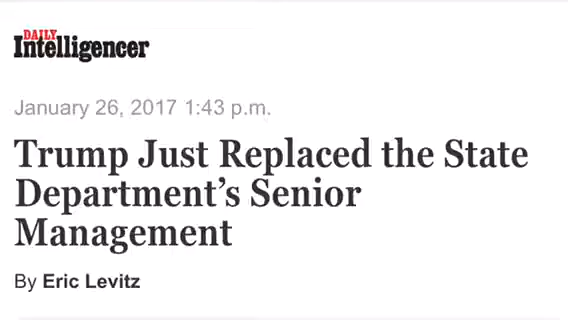 DAILY
Intelligencer
January 26, 2017 1:43 p.m.
Trump Just Replaced the State
Department’s Senior
Management
By Eric Levitz